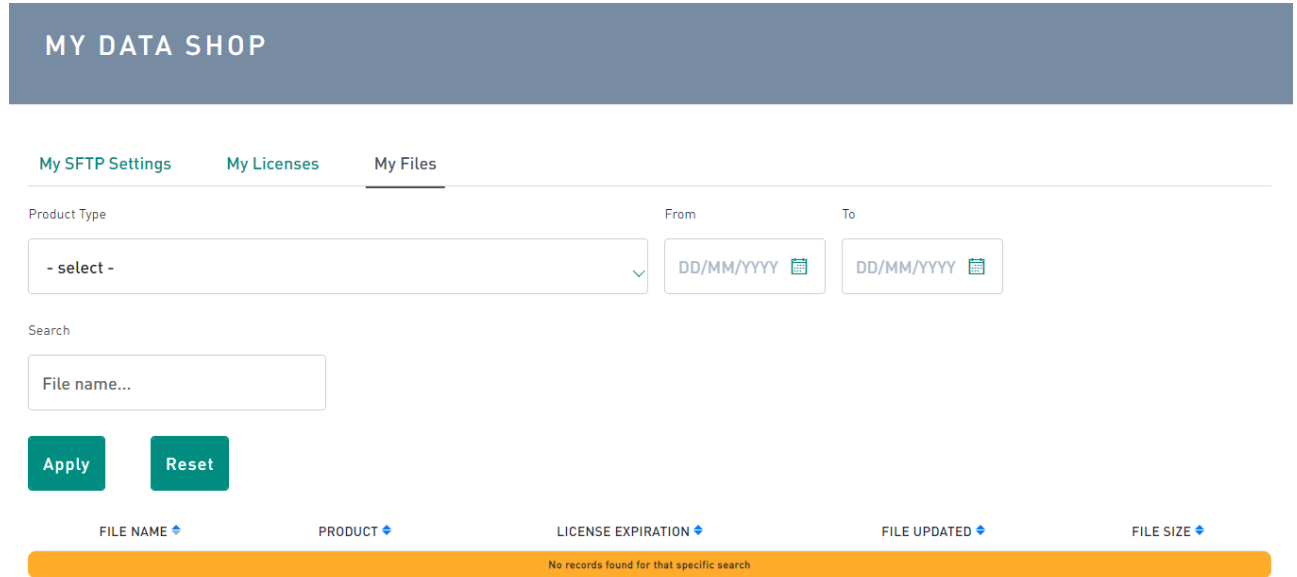 MY DATA SHOP
My SFTP Settings My Licenses My Files
Product Type From To
- select - DD/MM/YYYY DD/MM/YYYY
Search
File name...
Apply Reset
FILE NAME PRODUCT LICENSE EXPIRATION FILE UPDATED FILE SIZE
No records found for that specific search